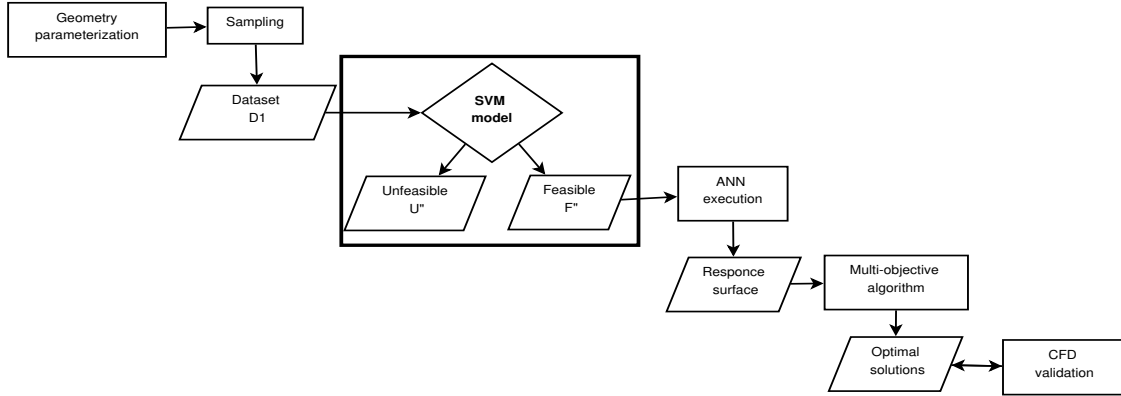 Geometry
parameterization
Sampling
Dataset
D1
SVM
model
Unfeasible
U"
Feasible
F"
ANN
execution
Responce
surface
Multi-objective
algorithm
Optimal
solutions
CFD
validation